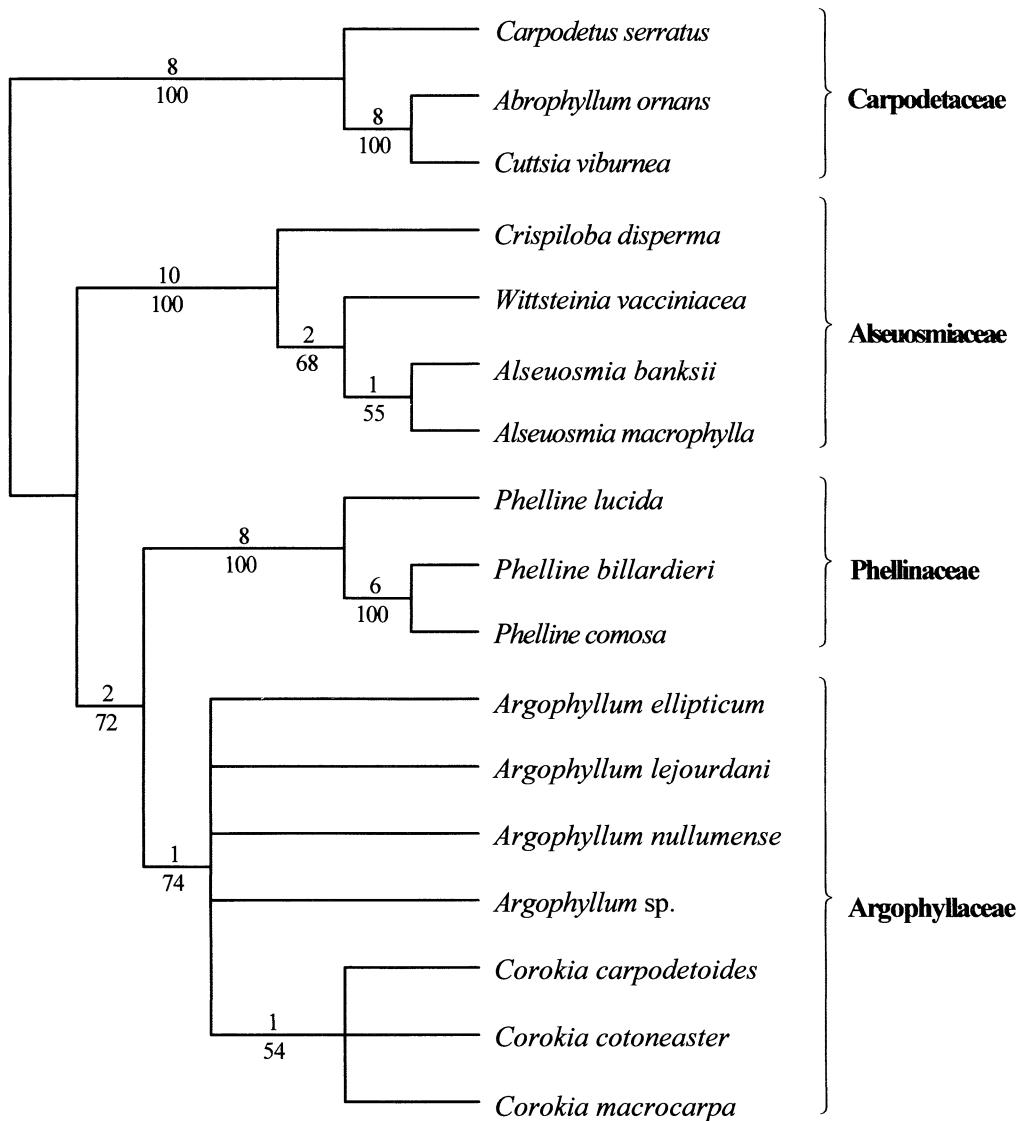 Carpodetus serratus
8
100
Abrophyllum ornans
Carpodetaceae
8
100
Cuttsia viburnea
Crispiloba disperma
10
100
Wittsteinia vacciniacea
2
68
Alseuosmiaceae
Alseuosmia banksii
1
55
Alseuosmia macrophylla
Phelline lucida
8
100
Phelline billardieri
Phellinaceae
6
100
Phelline comosa
2
72
Argophyllum ellipticum
Argophyllum lejourdani
Argophyllum nullumense
1
74
Argophyllum sp.
Argophyllaceae
Corokia carpodetoides
1
54
Corokia cotoneaster
Corokia macrocarpa